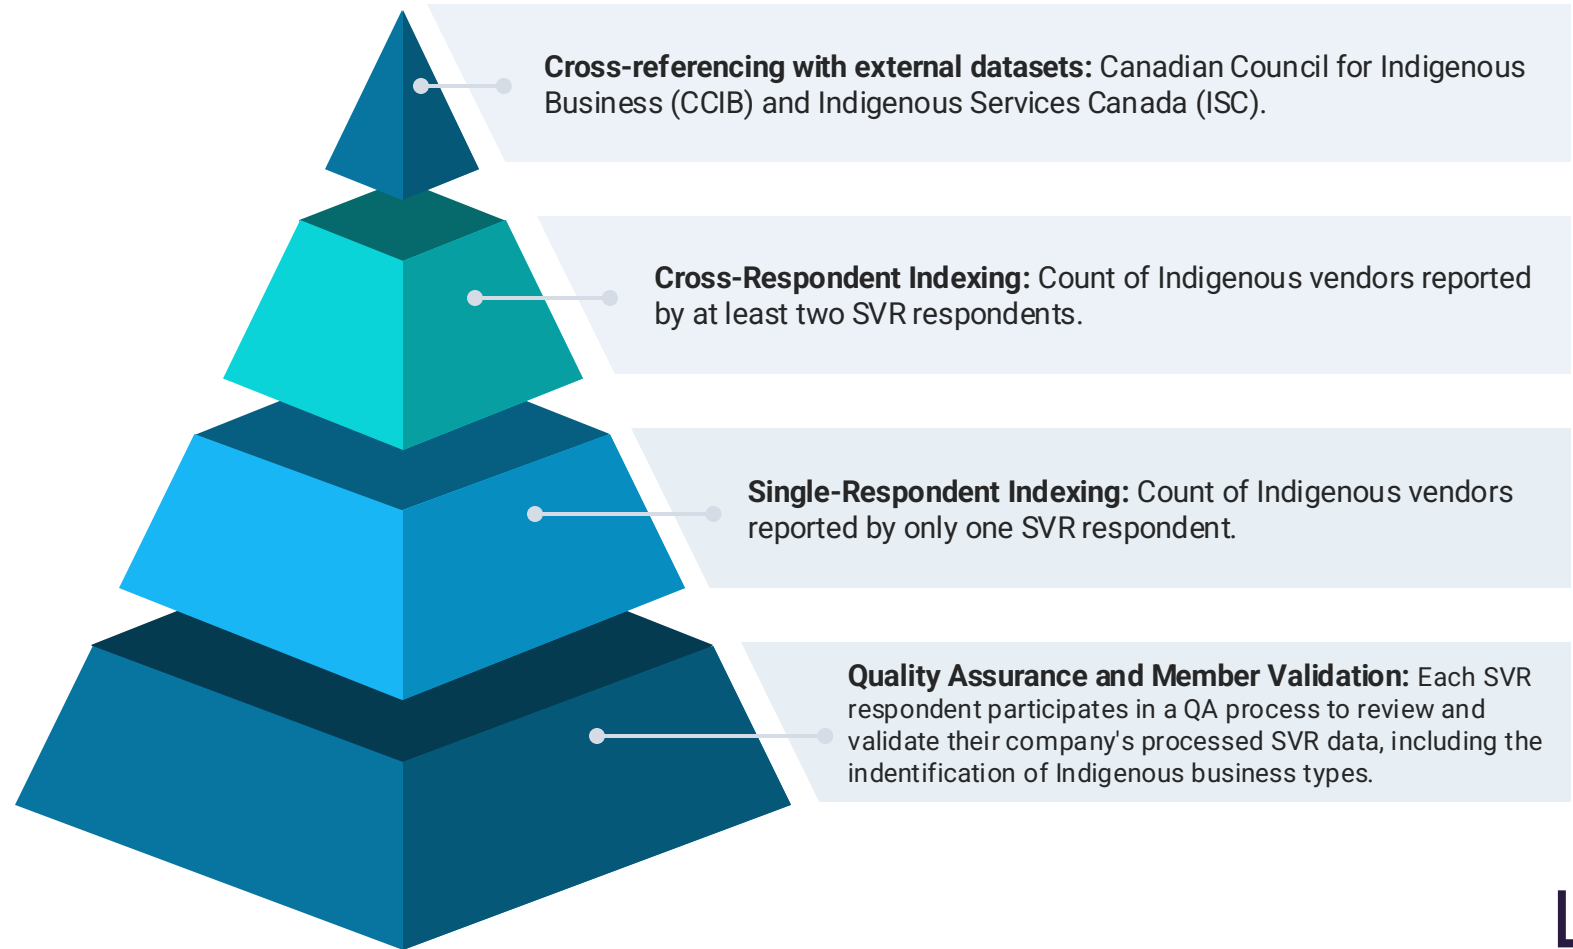 Cross-referencing with external datasets: Canadian Council for Indigenous
Business (CCIB) and Indigenous Services Canada (ISC).
Cross-Respondent Indexing: Count of Indigenous vendors reported
by at least two SVR respondents.
Single-Respondent Indexing: Count of Indigenous vendors
reported by only one SVR respondent.
Quality Assurance and Member Validation: Each SVR
respondent participates in a QA process to review and
validate their company's processed SVR data, including the
indentification of Indigenous business types.